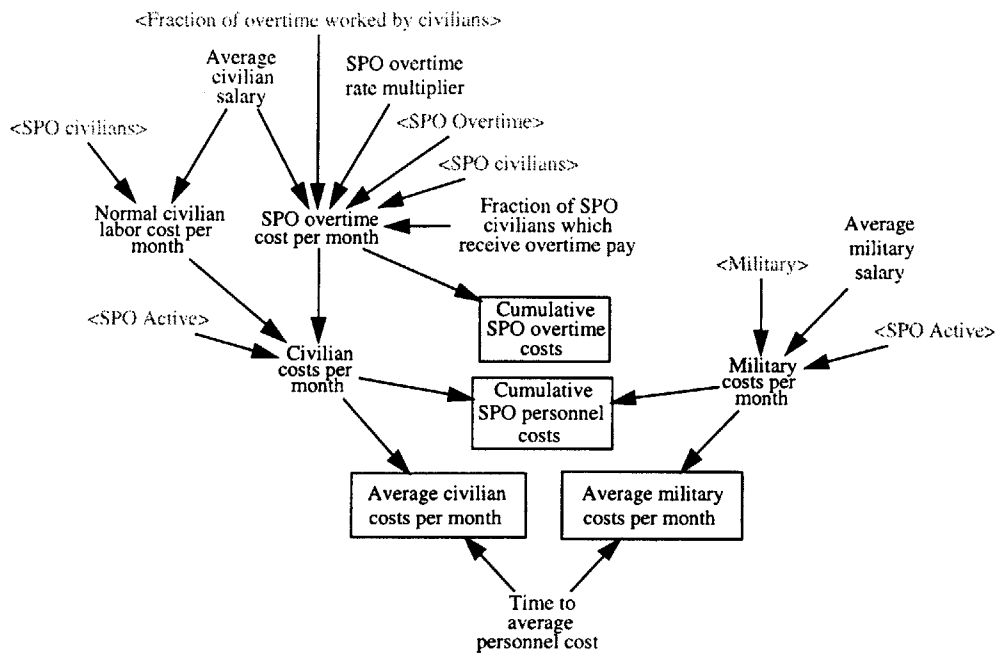 <Fraction of overtime worked by civilians>
Average
civilian
salary
SPO overtime
rate multiplier
<SPO civilians>
<SPO Overtime>
<SPO civilians>
Normal civilian
labor cost per
month
SPO overtime
cost per month
Fraction of SPO
civilians which
receive overtime pay
Average
military
salary
<Military>
<SPO Active>
Cumulative
SPO overtime
costs
<SPO Active>
Civilian
costs per
month
Cumulative
SPO personnel
costs
Military
costs per
month
Average civilian
costs per month
Average military
costs per month
Time to
average
personnel cost